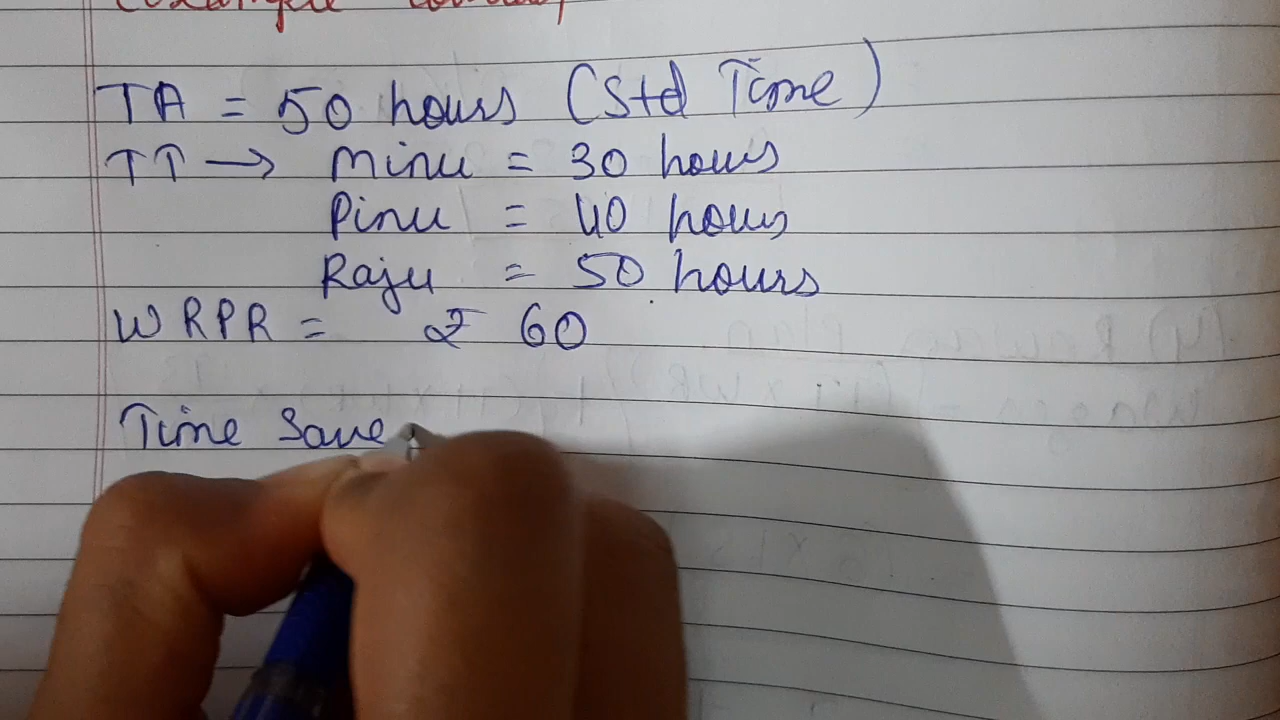 TA = 50 hours (Std Time)
TT → Minu = 30 hours
Pinu = 40 hours
Raju = 50 hours
WRPR = ₹ 60
Time Save